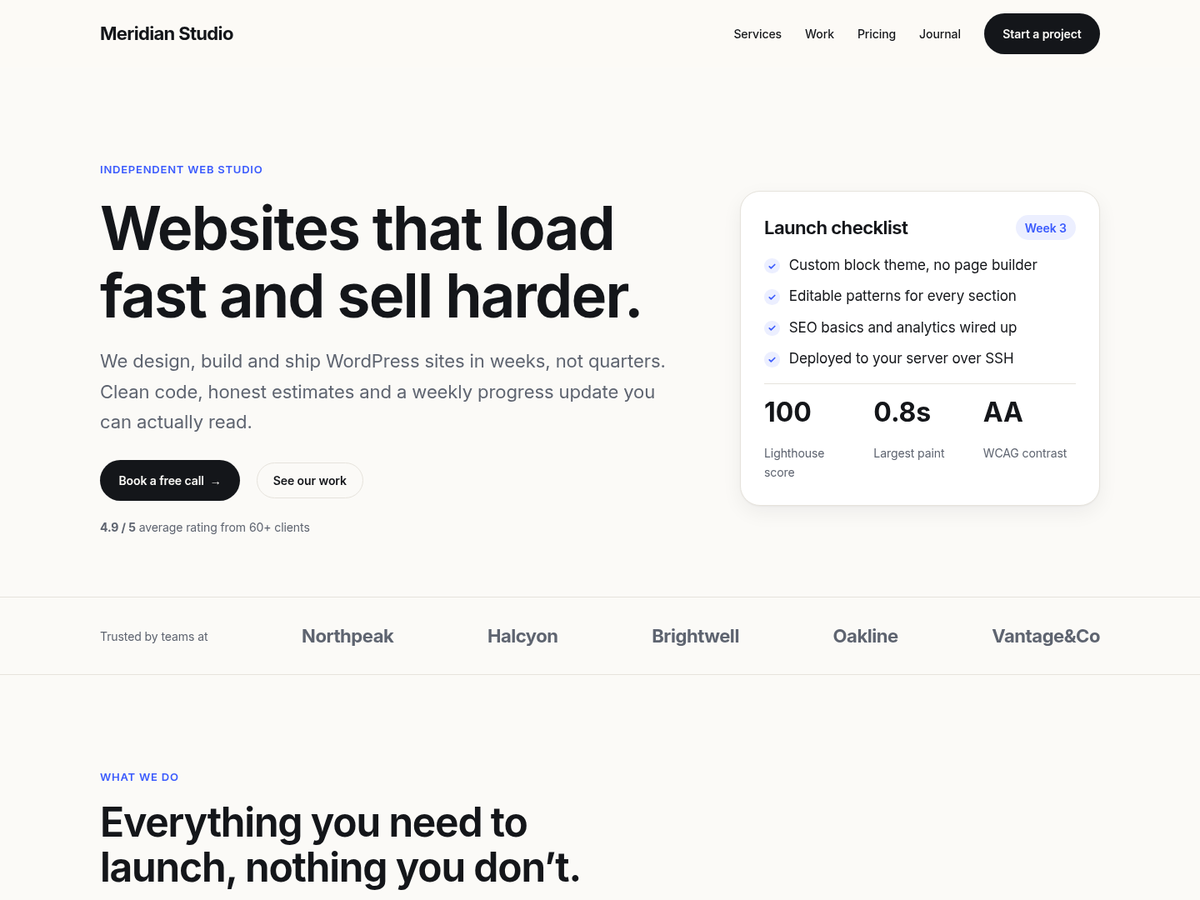 Meridian Studio
Services
Work
Pricing
Journal
Start a project
INDEPENDENT WEB STUDIO
Websites that load
fast and sell harder.
We design, build and ship WordPress sites in weeks, not quarters.
Clean code, honest estimates and a weekly progress update you
can actually read.
Book a free call →
See our work
4.9 / 5 average rating from 60+ clients
Launch checklist
Week 3
Custom block theme, no page builder
Editable patterns for every section
SEO basics and analytics wired up
Deployed to your server over SSH
100
Lighthouse
score
0.8s
Largest paint
AA
WCAG contrast
Trusted by teams at
Northpeak
Halcyon
Brightwell
Oakline
Vantage&Co
WHAT WE DO
Everything you need to
launch, nothing you don’t.